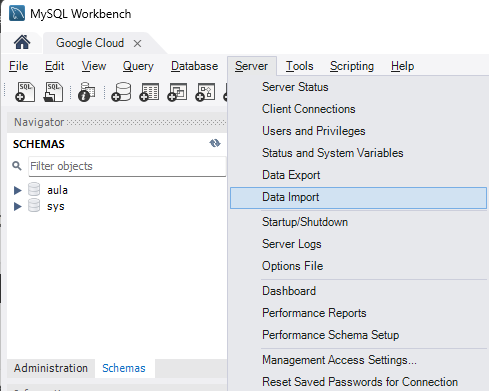 MySQL Workbench
Google Cloud
File Edit View Query Database Server Tools Scripting Help
SQL SQL
Navigator
SCHEMAS
Filter objects
aula
sys
Administration Schemas
Server Status
Client Connections
Users and Privileges
Status and System Variables
Data Export
Data Import
Startup/Shutdown
Server Logs
Options File
Dashboard
Performance Reports
Performance Schema Setup
Management Access Settings...
Reset Saved Passwords for Connection